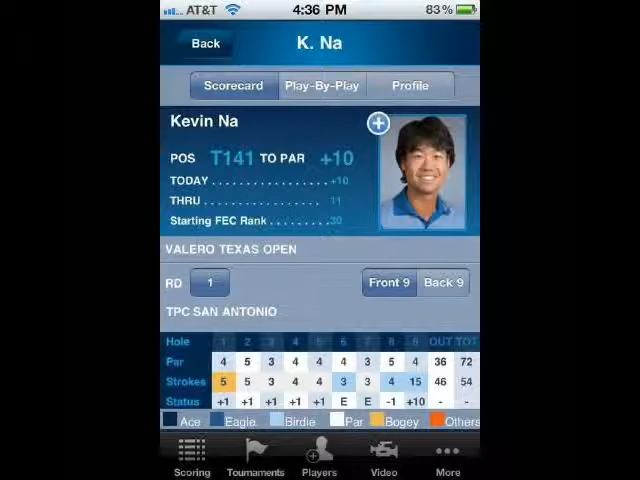 AT&T 4:36 PM 83%
Back K. Na
Scorecard Play-By-Play Profile
Kevin Na
POS T141 TO PAR +10
TODAY . . . . . . . . . . . . . . . . . +10
THRU . . . . . . . . . . . . . . . . . 11
Starting FEC Rank . . . . . . . . . 30
VALERO TEXAS OPEN
RD 1 Front 9 Back 9
TPC SAN ANTONIO
Hole 1 2 3 4 5 6 7 8 9 OUT TOT
Par 4 5 3 4 4 4 3 5 4 36 72
Strokes 5 5 3 4 4 3 3 4 15 46 54
Status +1 +1 +1 +1 +1 E E -1 +10 - -
Ace Eagle Birdie Par Bogey Others
Scoring Tournaments Players Video More